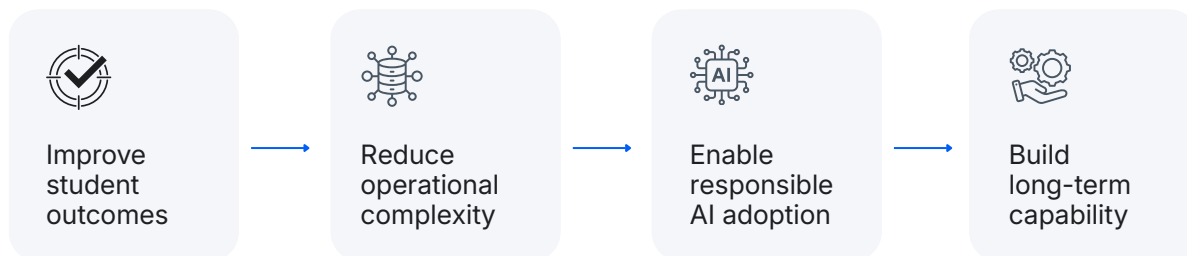 Improve
student
outcomes
Reduce
operational
complexity
AI
Enable
responsible
AI adoption
Build
long-term
capability